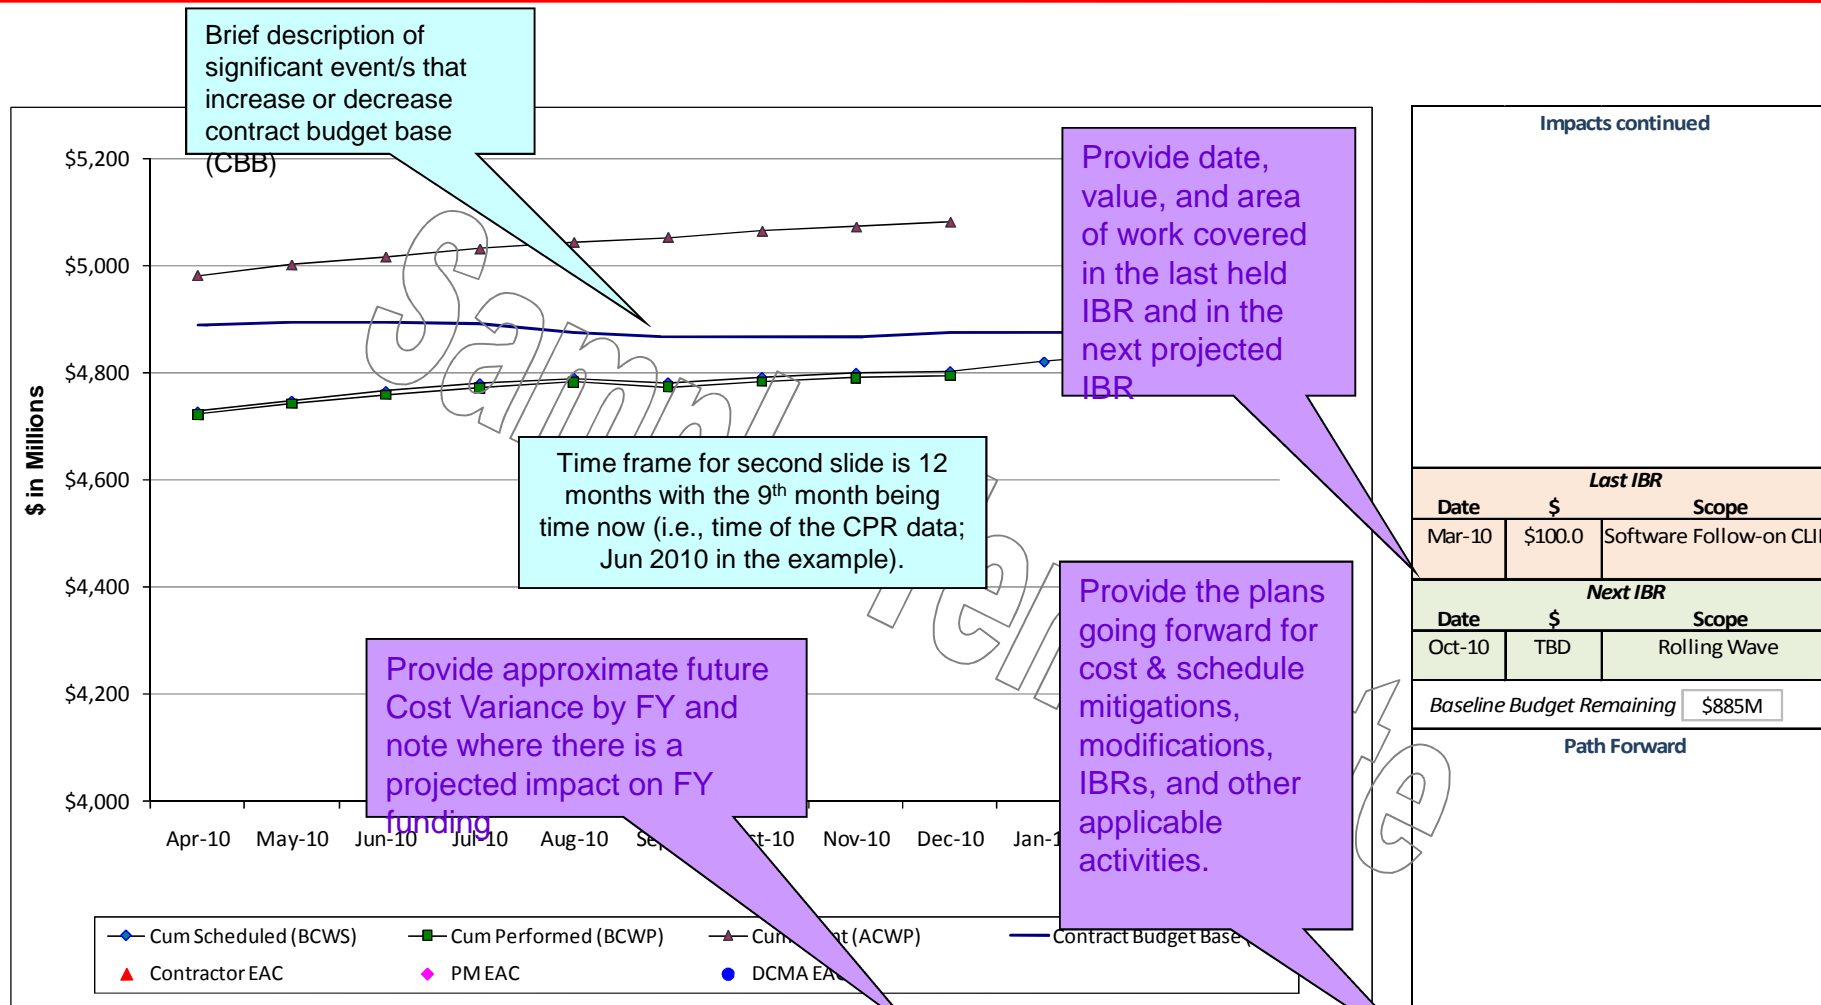 Brief description of
significant event/s that
increase or decrease
contract budget base
(CBB)
Provide date,
value, and area
of work covered
in the last held
IBR and in the
next projected
IBR
Time frame for second slide is 12
months with the 9th month being
time now (i.e., time of the CPR data;
Jun 2010 in the example).
Provide approximate future
Cost Variance by FY and
note where there is a
projected impact on FY
funding
Provide the plans
going forward for
cost & schedule
mitigations,
modifications,
IBRs, and other
applicable
activities.
$ in Millions
$5,200
$5,000
$4,800
$4,600
$4,400
$4,200
$4,000
Apr-10 May-10 Jun-10 Jul-10 Aug-10 Nov-10 Dec-10
Cum Scheduled (BCWS) Cum Performed (BCWP) (ACWP) Contract Budget Base
Contractor EAC PM EAC DCMA
Impacts continued
Last IBR
Date $ Scope
Mar-10 $100.0 Software Follow-on
Next IBR
Date $ Scope
Oct-10 TBD Rolling Wave
Baseline Budget Remaining $885M
Path Forward